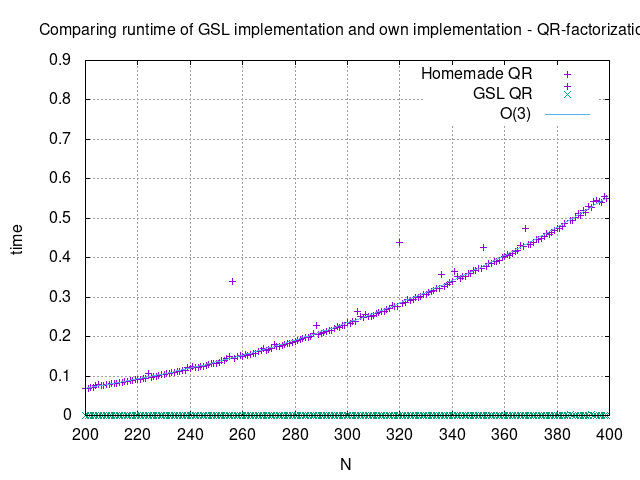 Comparing runtime of GSL implementation and own implementation - QR-factorizatio
0.9
0.8
0.7
0.6
0.5
0.4
0.3
0.2
0.1
0
time
Homemade QR
GSL QR
O(3)
200 220 240 260 280 300 320 340 360 380 400
N